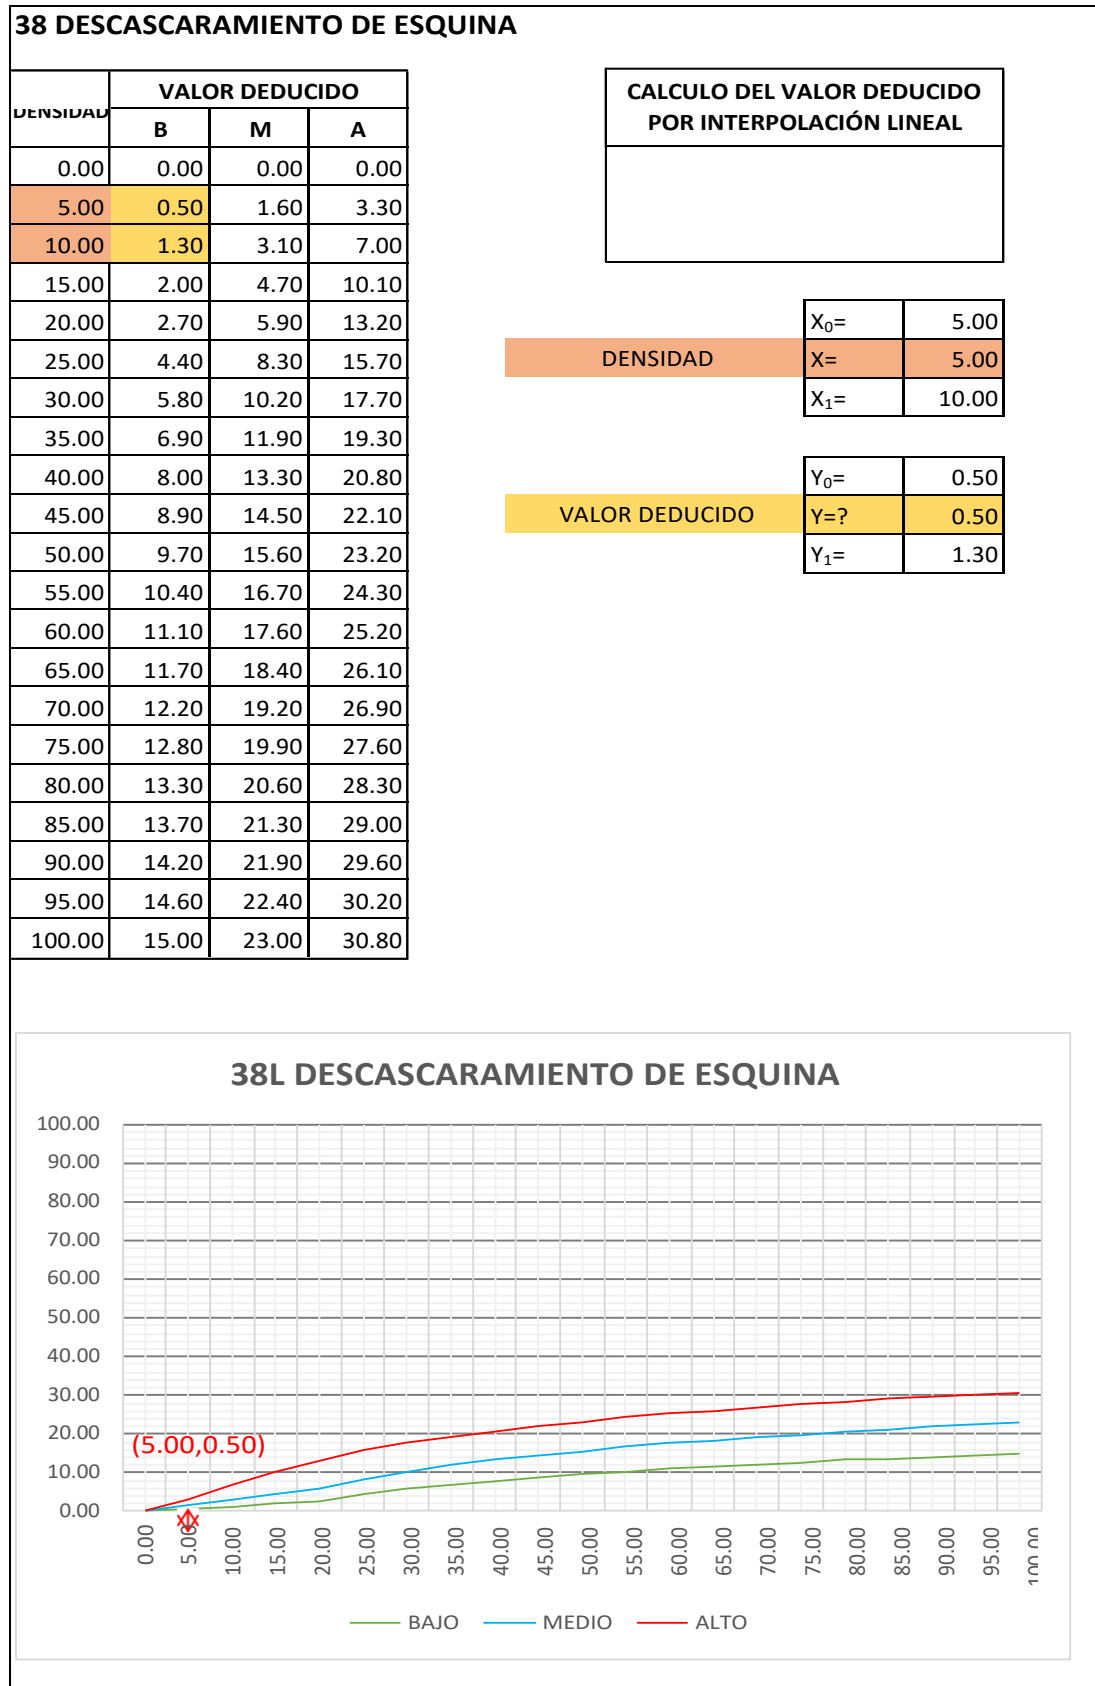 38 DESCASCARAMIENTO DE ESQUINA
DENSIDAD VALOR DEDUCIDO
B M A
0.00 0.00 0.00 0.00
5.00 0.50 1.60 3.30
10.00 1.30 3.10 7.00
15.00 2.00 4.70 10.10
20.00 2.70 5.90 13.20
25.00 4.40 8.30 15.70
30.00 5.80 10.20 17.70
35.00 6.90 11.90 19.30
40.00 8.00 13.30 20.80
45.00 8.90 14.50 22.10
50.00 9.70 15.60 23.20
55.00 10.40 16.70 24.30
60.00 11.10 17.60 25.20
65.00 11.70 18.40 26.10
70.00 12.20 19.20 26.90
75.00 12.80 19.90 27.60
80.00 13.30 20.60 28.30
85.00 13.70 21.30 29.00
90.00 14.20 21.90 29.60
95.00 14.60 22.40 30.20
100.00 15.00 23.00 30.80
CALCULO DEL VALOR DEDUCIDO
POR INTERPOLACIÓN LINEAL
X₀= 5.00
DENSIDAD X= 5.00
X₁= 10.00
Y₀= 0.50
VALOR DEDUCIDO Y=? 0.50
Y₁= 1.30
38L DESCASCARAMIENTO DE ESQUINA
100.00
90.00
80.00
70.00
60.00
50.00
40.00
30.00
20.00
10.00
0.00
(5.00,0.50)
0.00 5.00 10.00 15.00 20.00 25.00 30.00 35.00 40.00 45.00 50.00 55.00 60.00 65.00 70.00 75.00 80.00 85.00 90.00 95.00 100.00
BAJO MEDIO ALTO